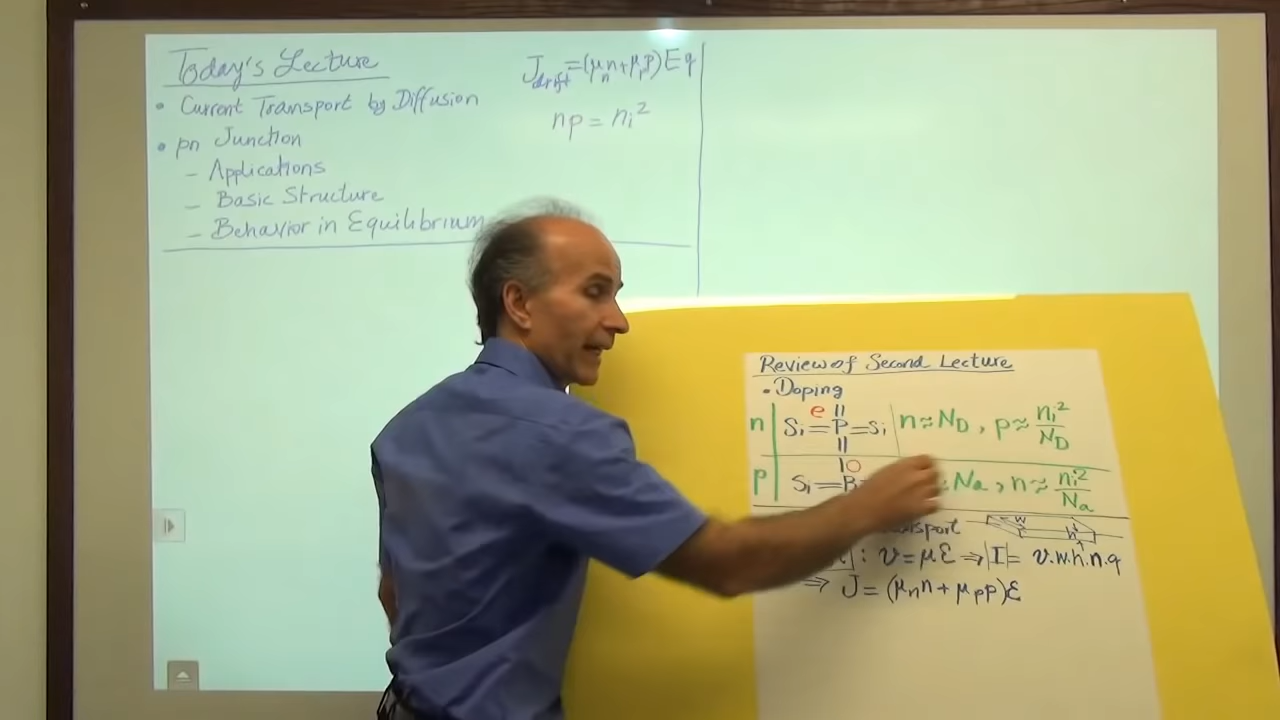 Today's Lecture
• Current Transport by Diffusion
• pn Junction
– Applications
– Basic Structure
– Behavior in Equilibrium
J_drift = (μ_n n + μ_p p) E q
np = n_i²
Review of Second Lecture
• Doping
n Si = P = Si e n ≈ N_D , p ≈ n_i²/N_D
p Si = ≈ N_a , n ≈ n_i²/N_a
: v = μE ⇒ |I| = v.w.h.n.q
⇒ J = (μ_n n + μ_p p)E